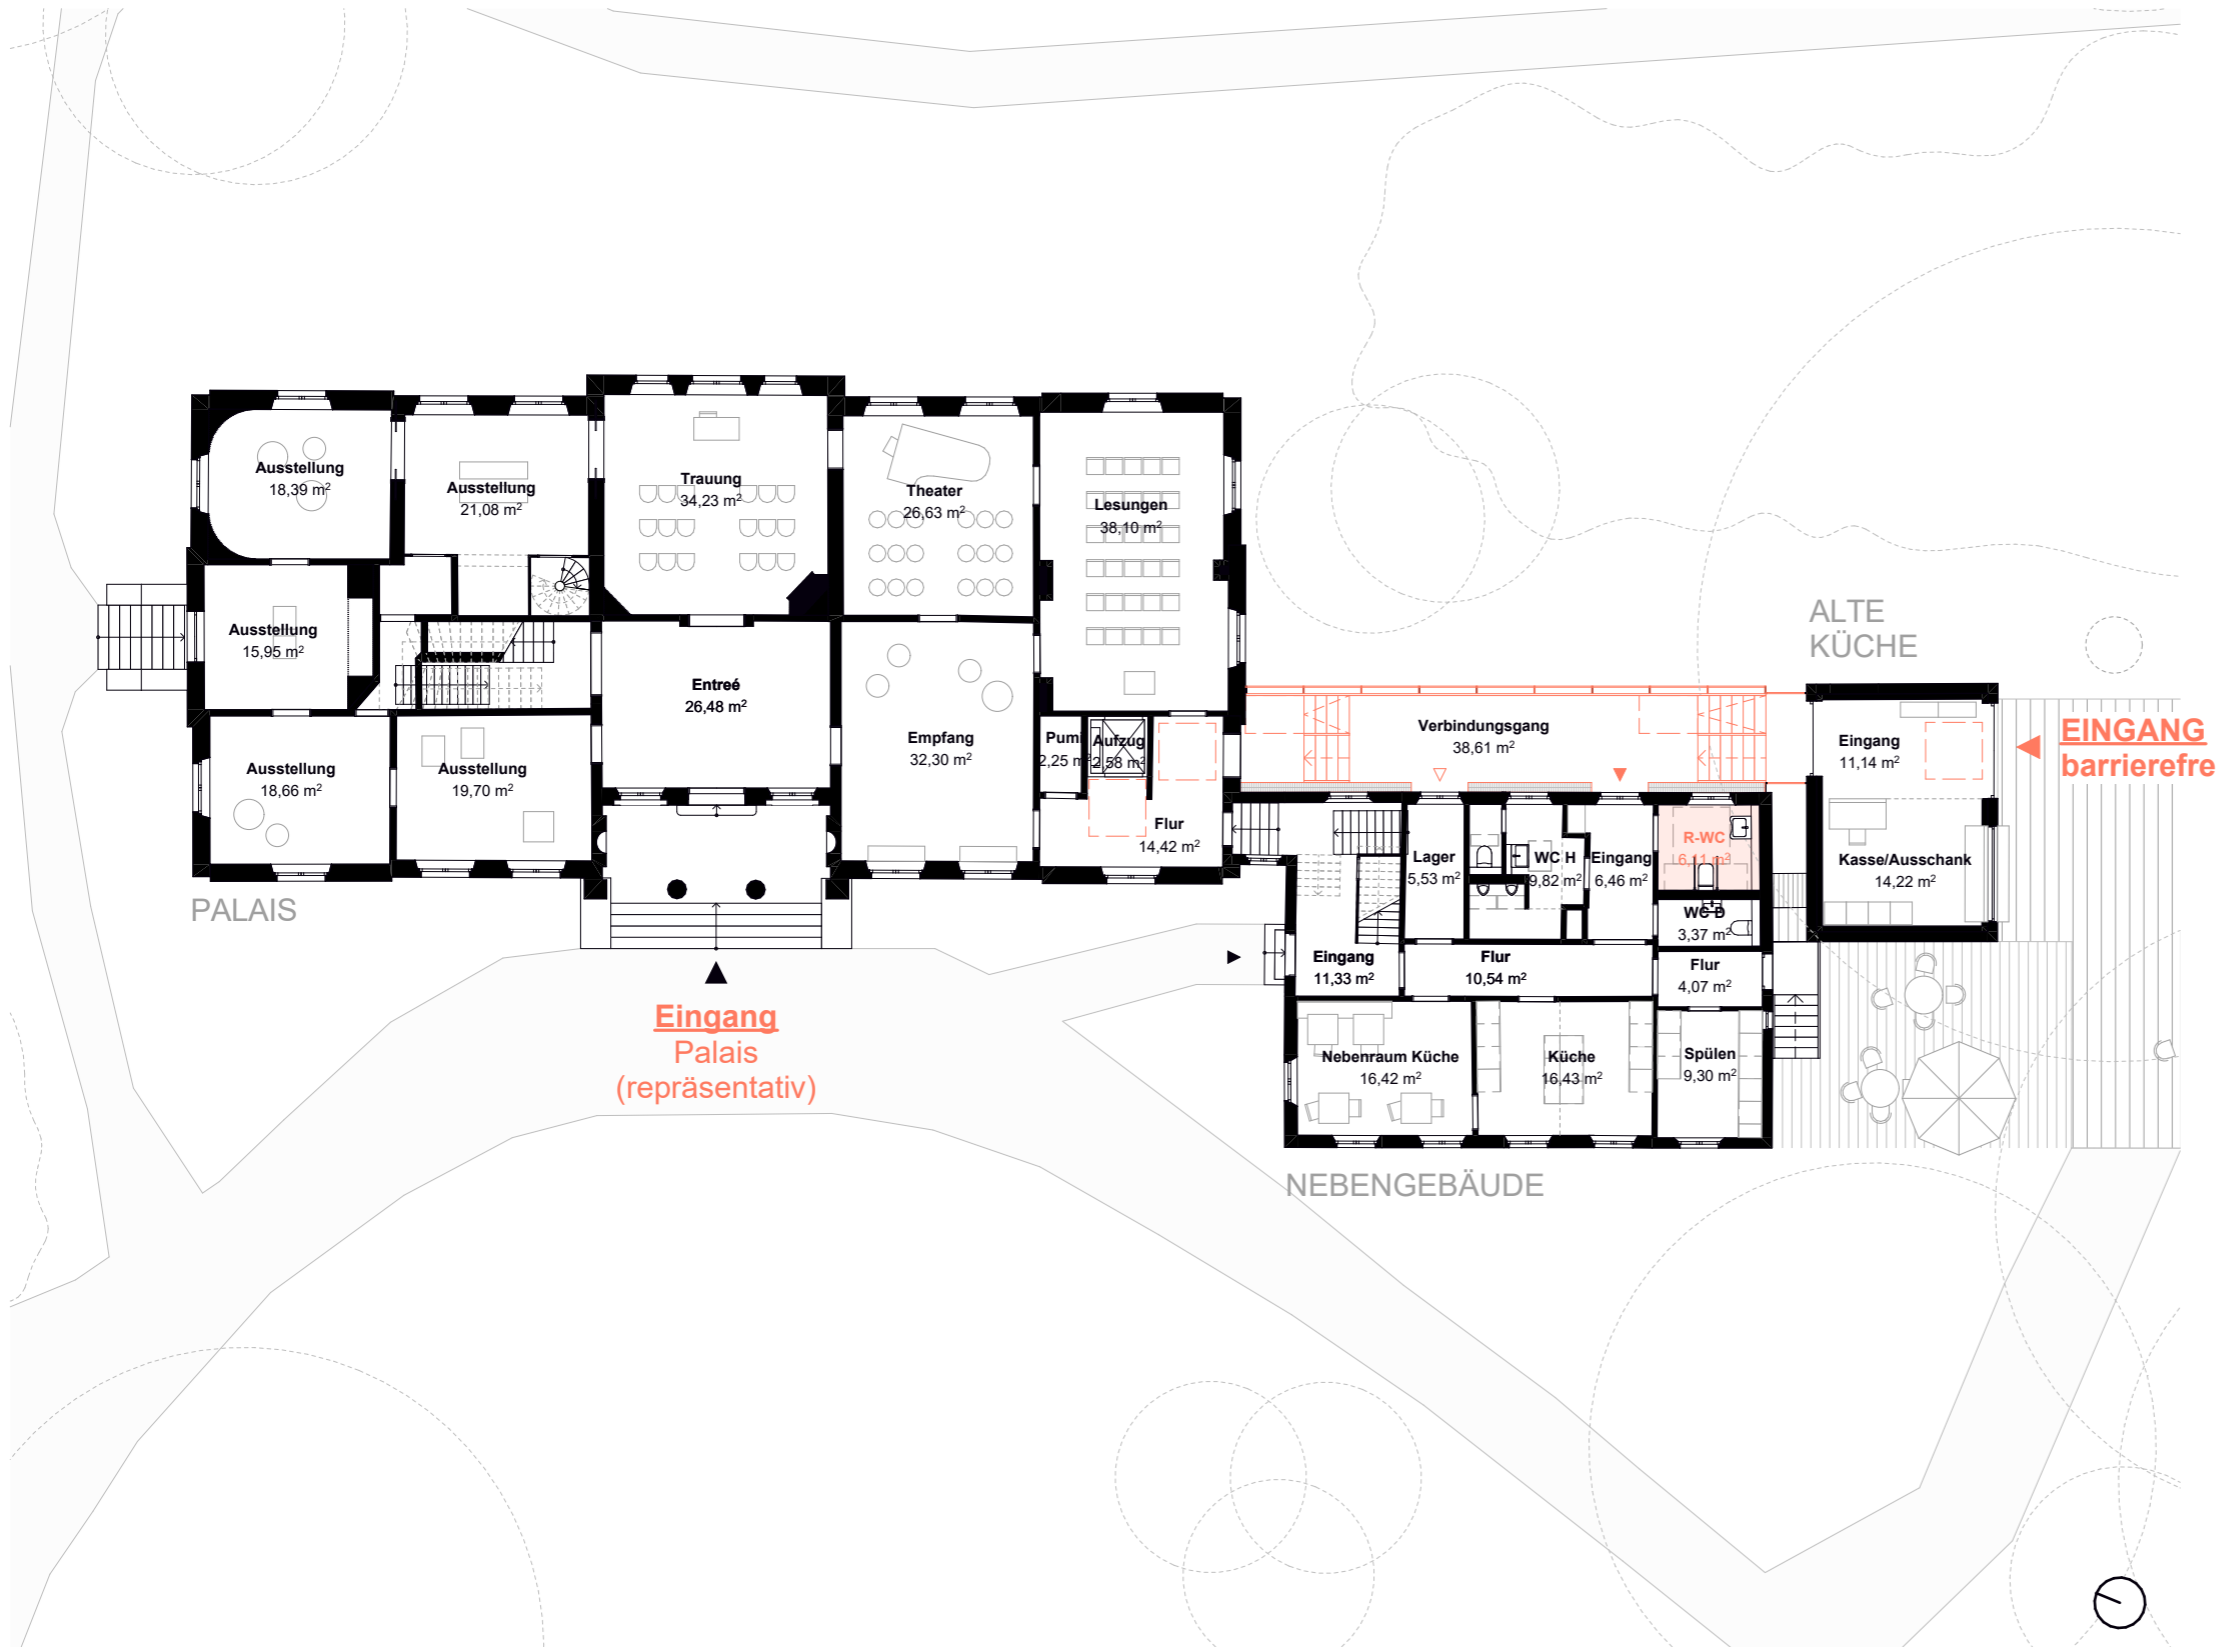 Ausstellung
18,39 m²
Ausstellung
21,08 m²
Trauung
34,23 m²
Theater
26,63 m²
Lesungen
38,10 m²
Ausstellung
15,95 m²
Entreé
26,48 m²
Ausstellung
18,66 m²
Ausstellung
19,70 m²
Empfang
32,30 m²
Pumi
2,25 m²
Aufzug
2,58 m²
Flur
14,42 m²
Verbindungsgang
38,61 m²
ALTE
KÜCHE
Eingang
11,14 m²
EINGANG
barrierefre
Kasse/Ausschank
14,22 m²
Lager
5,53 m²
WC H
9,82 m²
Eingang
6,46 m²
R-WC
6,11 m²
WC D
3,37 m²
Flur
4,07 m²
Eingang
11,33 m²
Flur
10,54 m²
Nebenraum Küche
16,42 m²
Küche
16,43 m²
Spülen
9,30 m²
PALAIS
Eingang
Palais
(repräsentativ)
NEBENGEBÄUDE